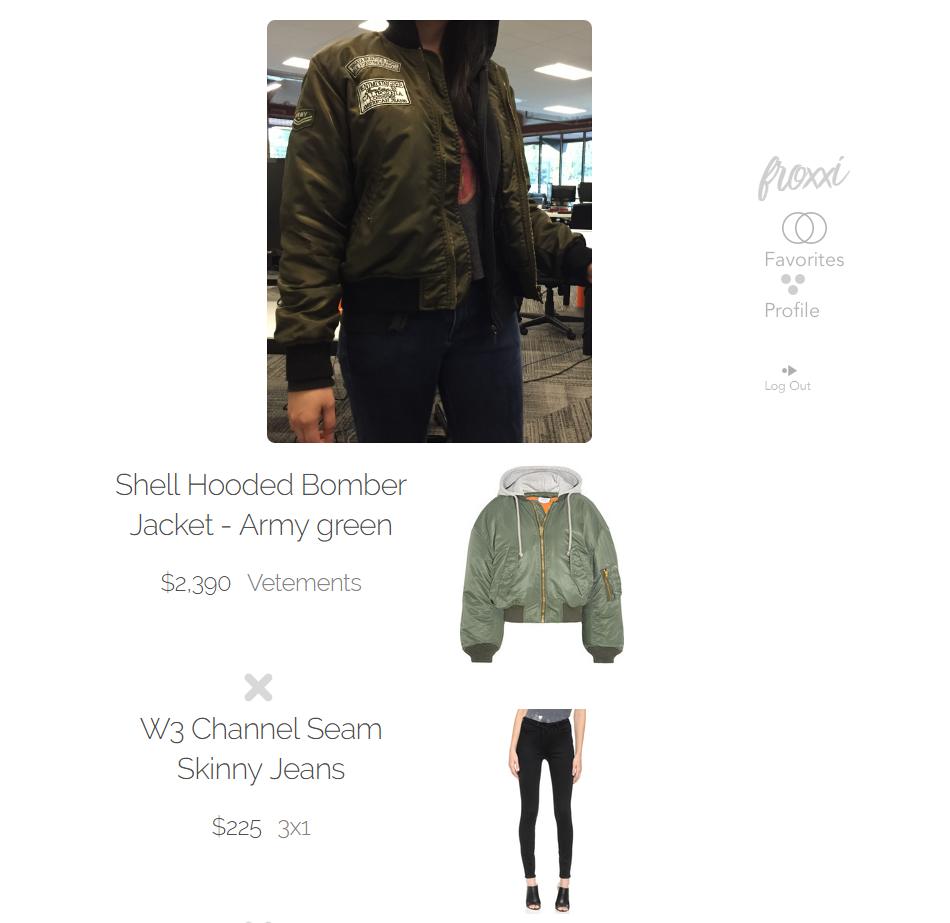 froxxi
Favorites
Profile
Log Out
Shell Hooded Bomber
Jacket - Army green
$2,390 Vetements
W3 Channel Seam
Skinny Jeans
$225 3x1